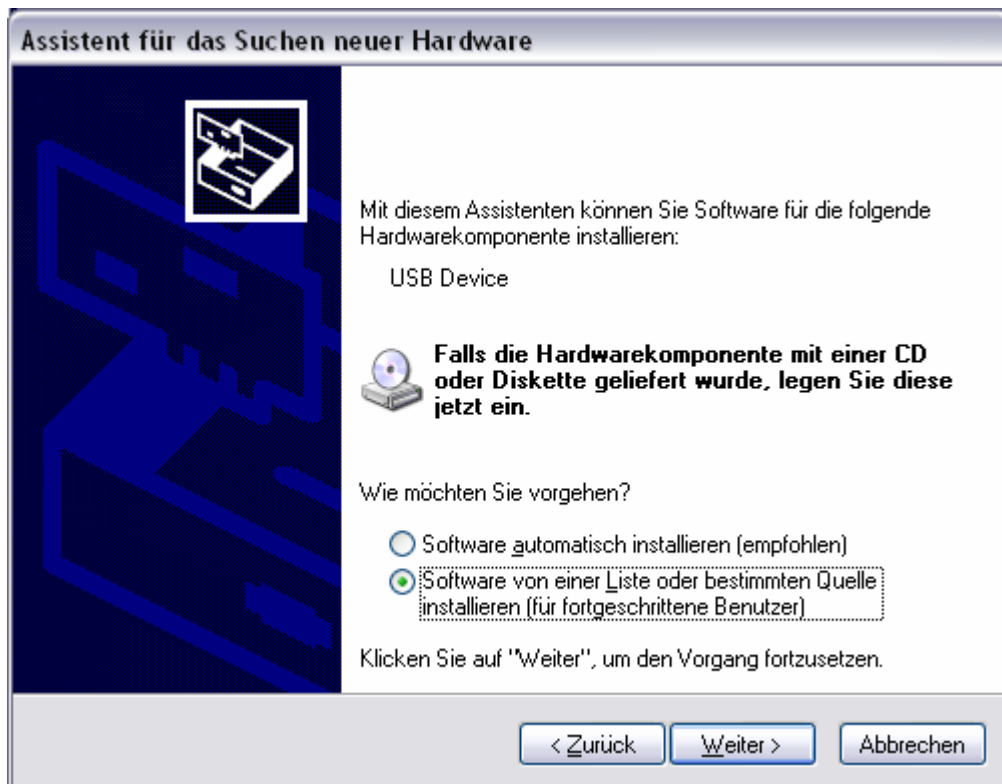 Assistent für das Suchen neuer Hardware
Mit diesem Assistenten können Sie Software für die folgende
Hardwarekomponente installieren:
USB Device
Falls die Hardwarekomponente mit einer CD
oder Diskette geliefert wurde, legen Sie diese
jetzt ein.
Wie möchten Sie vorgehen?
Software automatisch installieren (empfohlen)
Software von einer Liste oder bestimmten Quelle
installieren (für fortgeschrittene Benutzer)
Klicken Sie auf "Weiter", um den Vorgang fortzusetzen.
< Zurück
Weiter >
Abbrechen